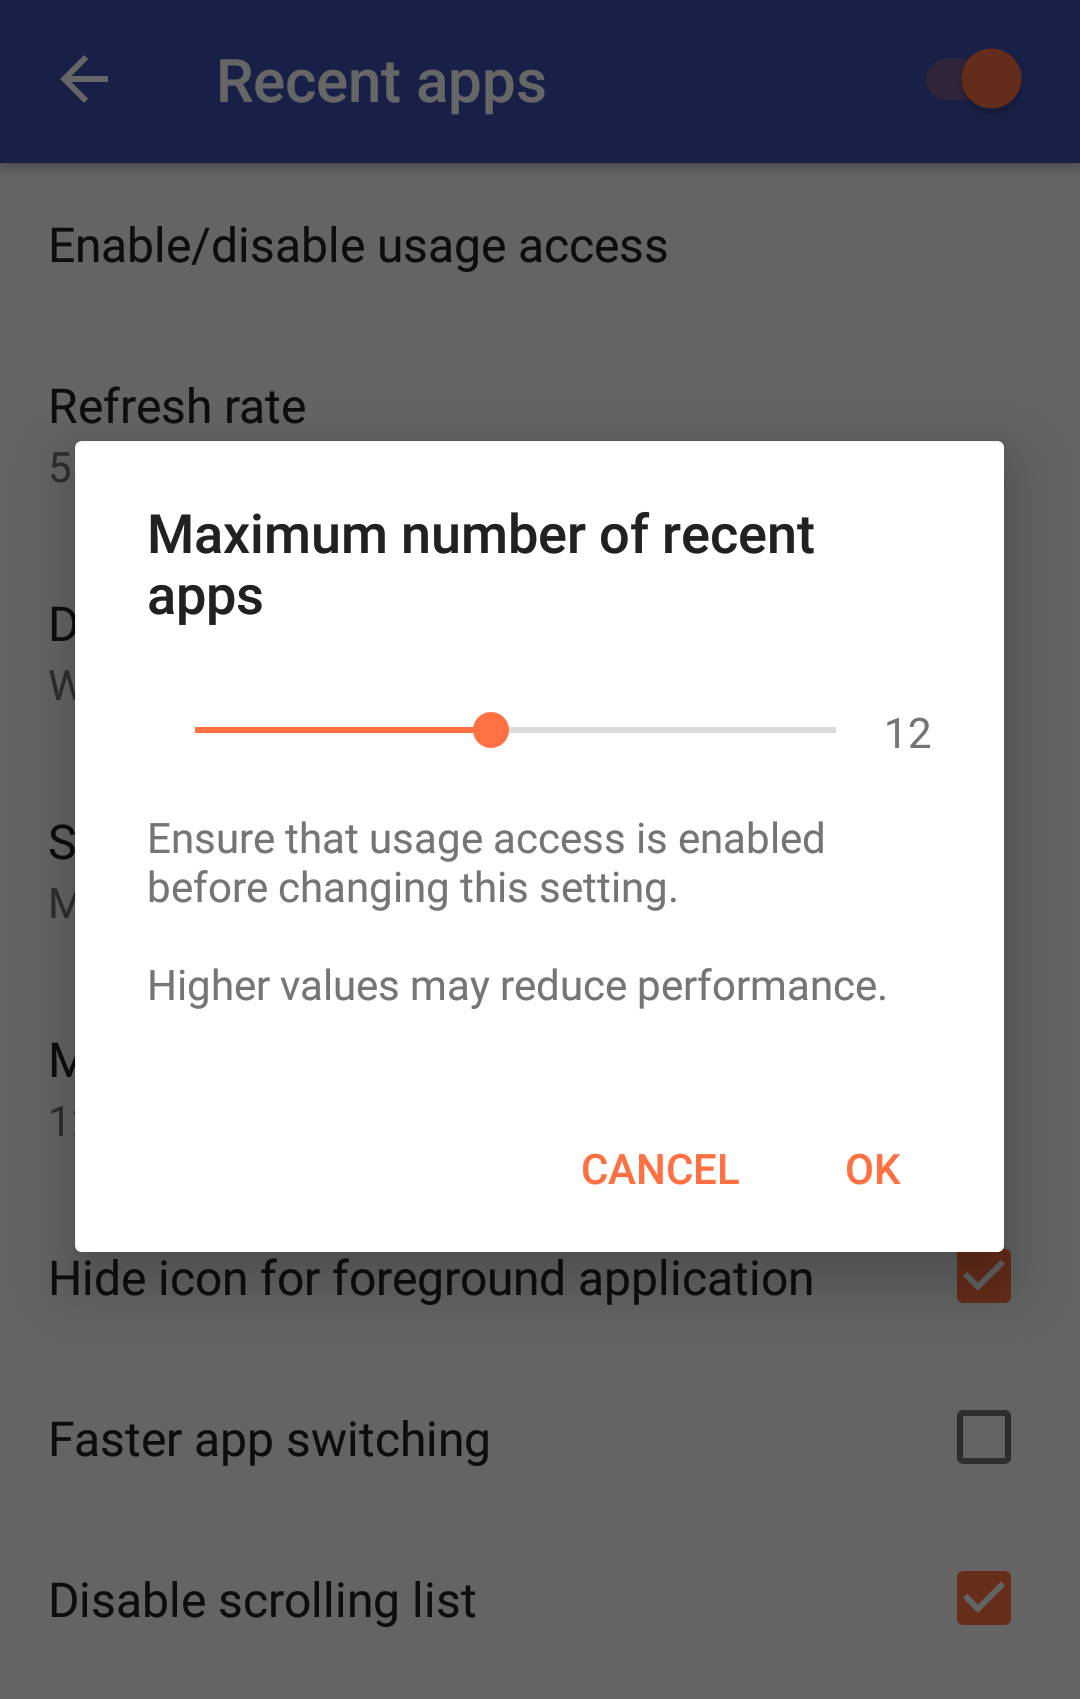 Recent apps
Enable/disable usage access
Refresh rate
5
Maximum number of recent
apps
12
Ensure that usage access is enabled
before changing this setting.
Higher values may reduce performance.
CANCEL OK
Hide icon for foreground application
Faster app switching
Disable scrolling list